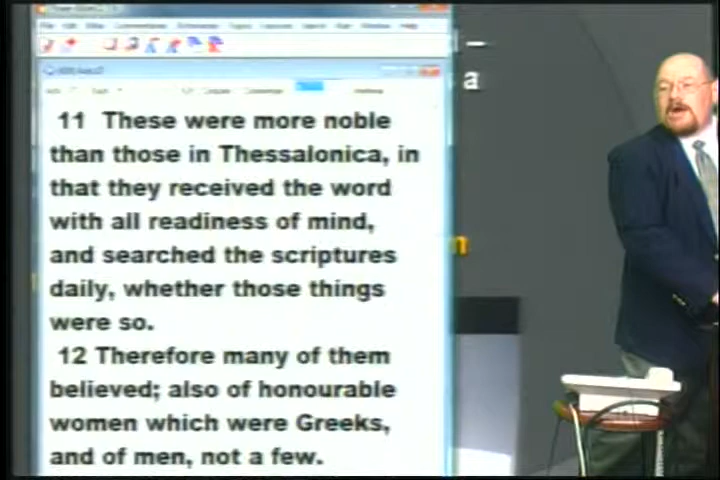 11 These were more noble
than those in Thessalonica, in
that they received the word
with all readiness of mind,
and searched the scriptures
daily, whether those things
were so.
12 Therefore many of them
believed; also of honourable
women which were Greeks,
and of men, not a few.
a
n